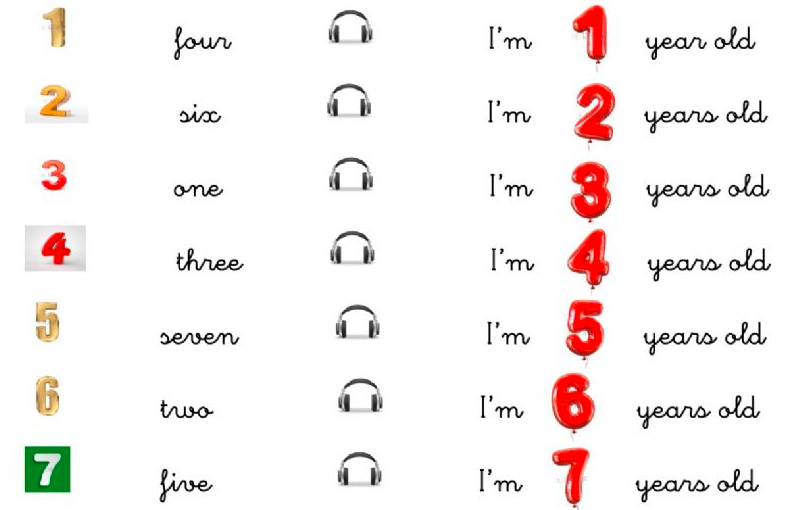 1 four I'm 1 year old
2 six I'm 2 years old
3 one I'm 3 years old
4 three I'm 4 years old
5 seven I'm 5 years old
6 two I'm 6 years old
7 five I'm 7 years old